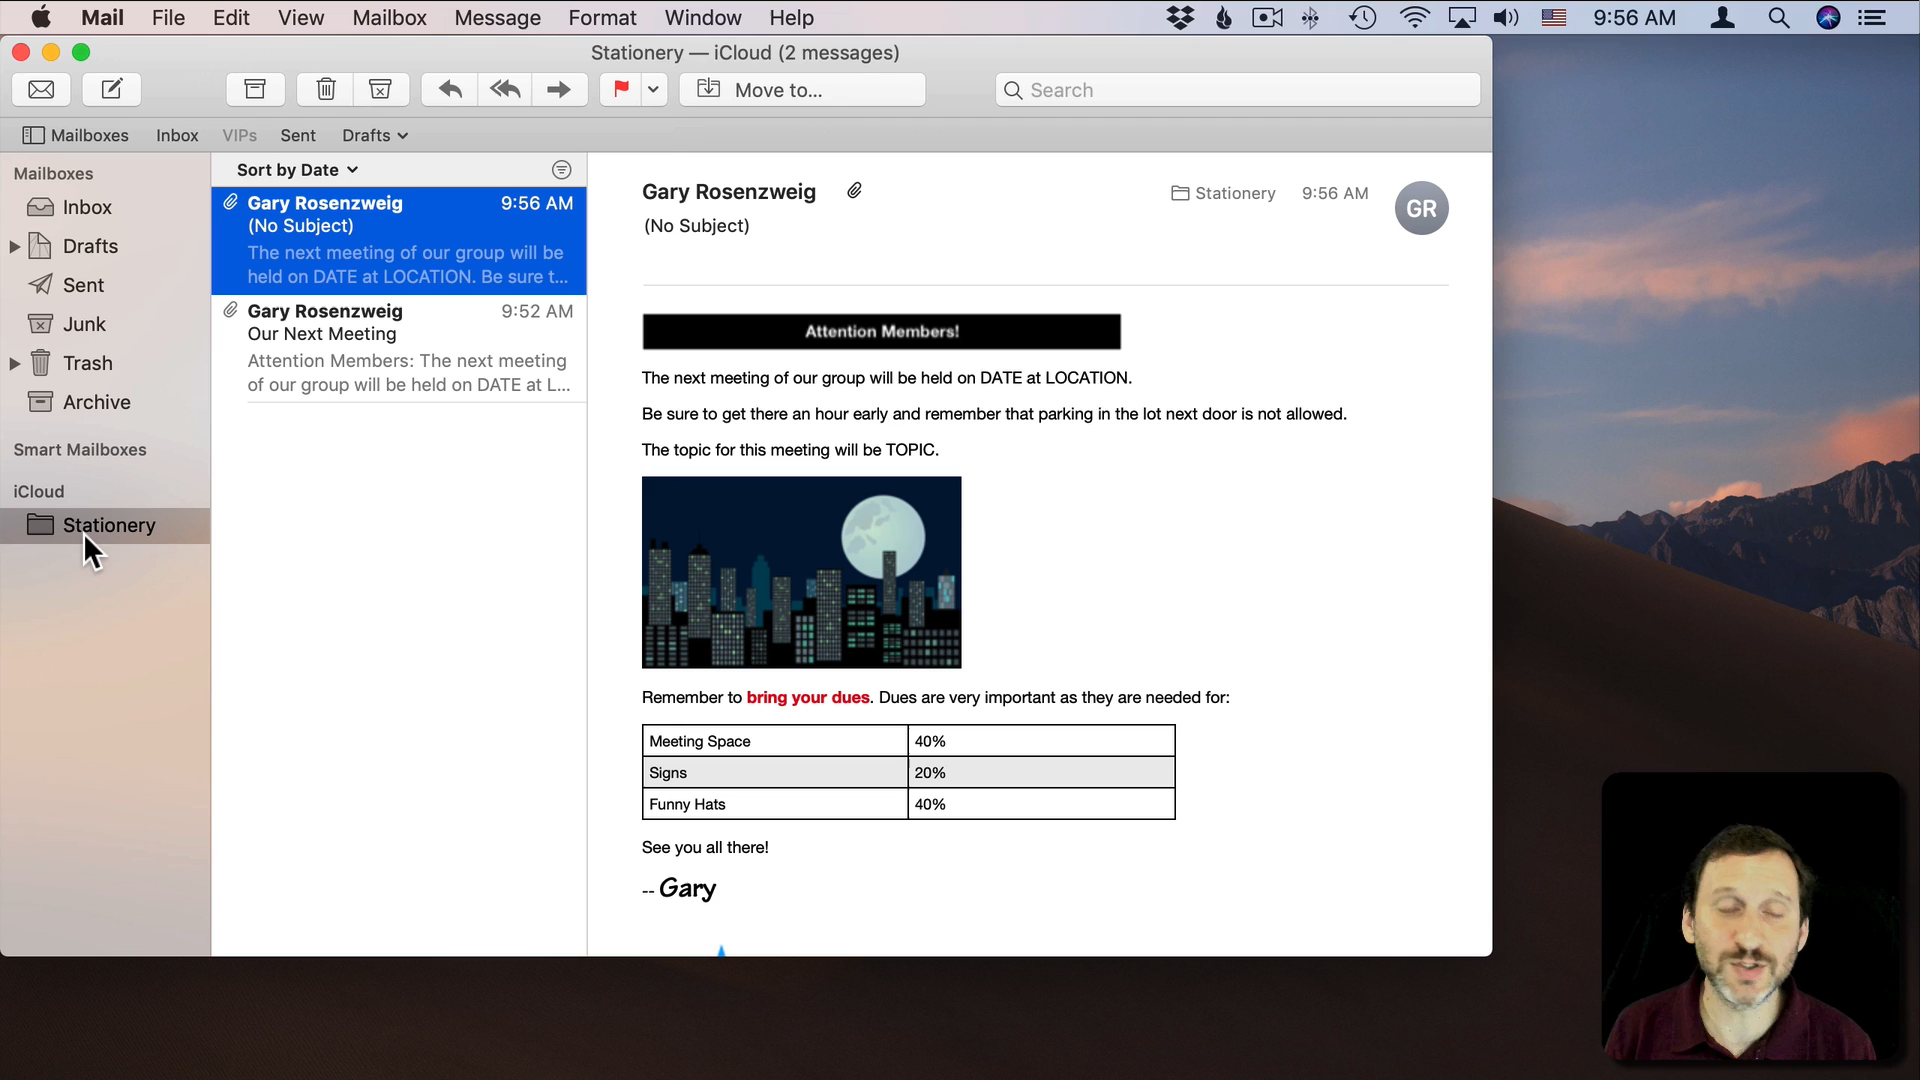 Mail File Edit View Mailbox Message Format Window Help 9:56 AM
Stationery — iCloud (2 messages)
Move to...
Search
Mailboxes Inbox VIPs Sent Drafts
Mailboxes
Inbox
Drafts
Sent
Junk
Trash
Archive
Smart Mailboxes
iCloud
Stationery
Sort by Date
Gary Rosenzweig 9:56 AM
(No Subject)
The next meeting of our group will be
held on DATE at LOCATION. Be sure t...
Gary Rosenzweig 9:52 AM
Our Next Meeting
Attention Members: The next meeting
of our group will be held on DATE at L...
Gary Rosenzweig Stationery 9:56 AM
GR
(No Subject)
Attention Members!
The next meeting of our group will be held on DATE at LOCATION.
Be sure to get there an hour early and remember that parking in the lot next door is not allowed.
The topic for this meeting will be TOPIC.
Remember to bring your dues. Dues are very important as they are needed for:
Meeting Space 40%
Signs 20%
Funny Hats 40%
See you all there!
-- Gary